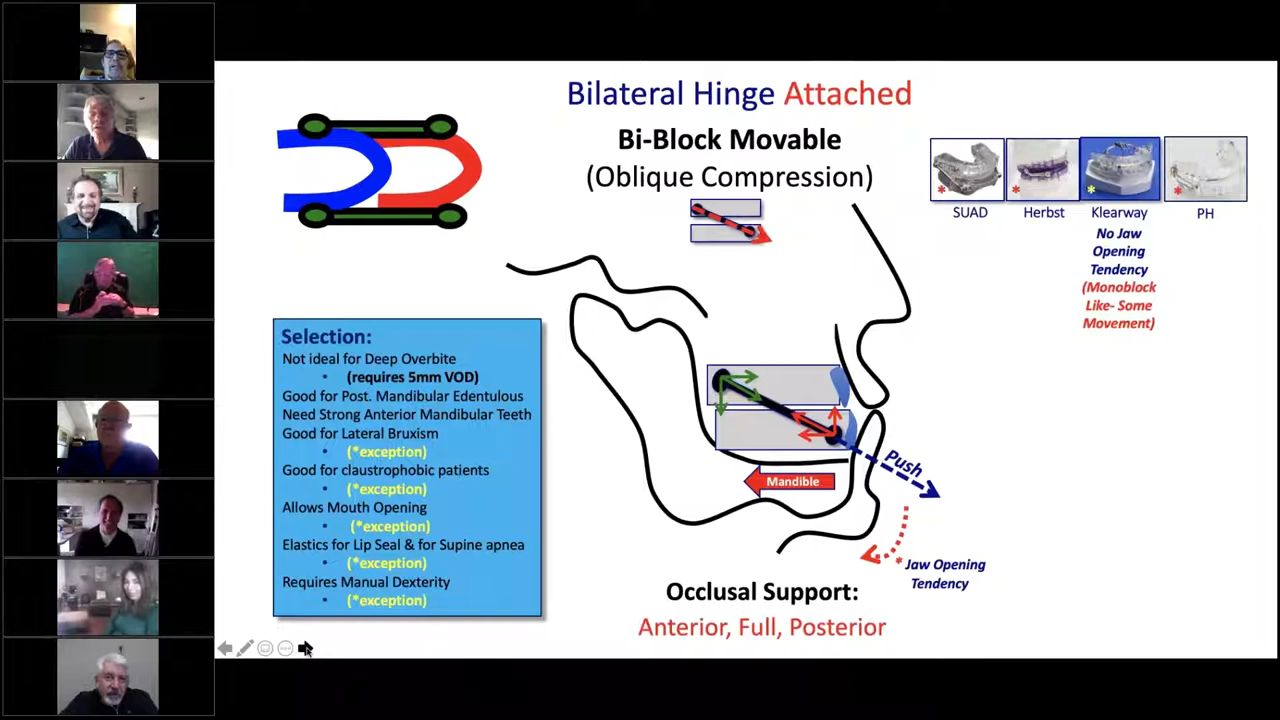 Bilateral Hinge Attached
Bi-Block Movable
(Oblique Compression)
SUAD
Herbst
Klearway
PH
No Jaw
Opening
Tendency
(Monoblock
Like- Some
Movement)
Selection:
Not ideal for Deep Overbite
• (requires 5mm VOD)
Good for Post. Mandibular Edentulous
Need Strong Anterior Mandibular Teeth
Good for Lateral Bruxism
• (*exception)
Good for claustrophobic patients
• (*exception)
Allows Mouth Opening
• (*exception)
Elastics for Lip Seal & for Supine apnea
• (*exception)
Requires Manual Dexterity
• (*exception)
Push
Mandible
* Jaw Opening
Tendency
Occlusal Support:
Anterior, Full, Posterior